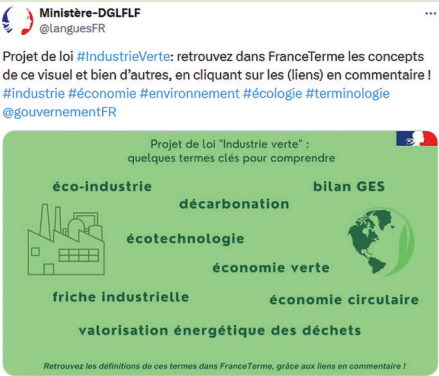 Ministère-DGLFLF
@languesFR
Projet de loi #IndustrieVerte: retrouvez dans FranceTerme les concepts
de ce visuel et bien d'autres, en cliquant sur les (liens) en commentaire !
#industrie #économie #environnement #écologie #terminologie
@gouvernementFR
Projet de loi "Industrie verte" :
quelques termes clés pour comprendre
éco-industrie
bilan GES
décarbonation
écotechnologie
économie verte
friche industrielle
économie circulaire
valorisation énergétique des déchets
Retrouvez les définitions de ces termes dans FranceTerme, grâce aux liens en commentaire !